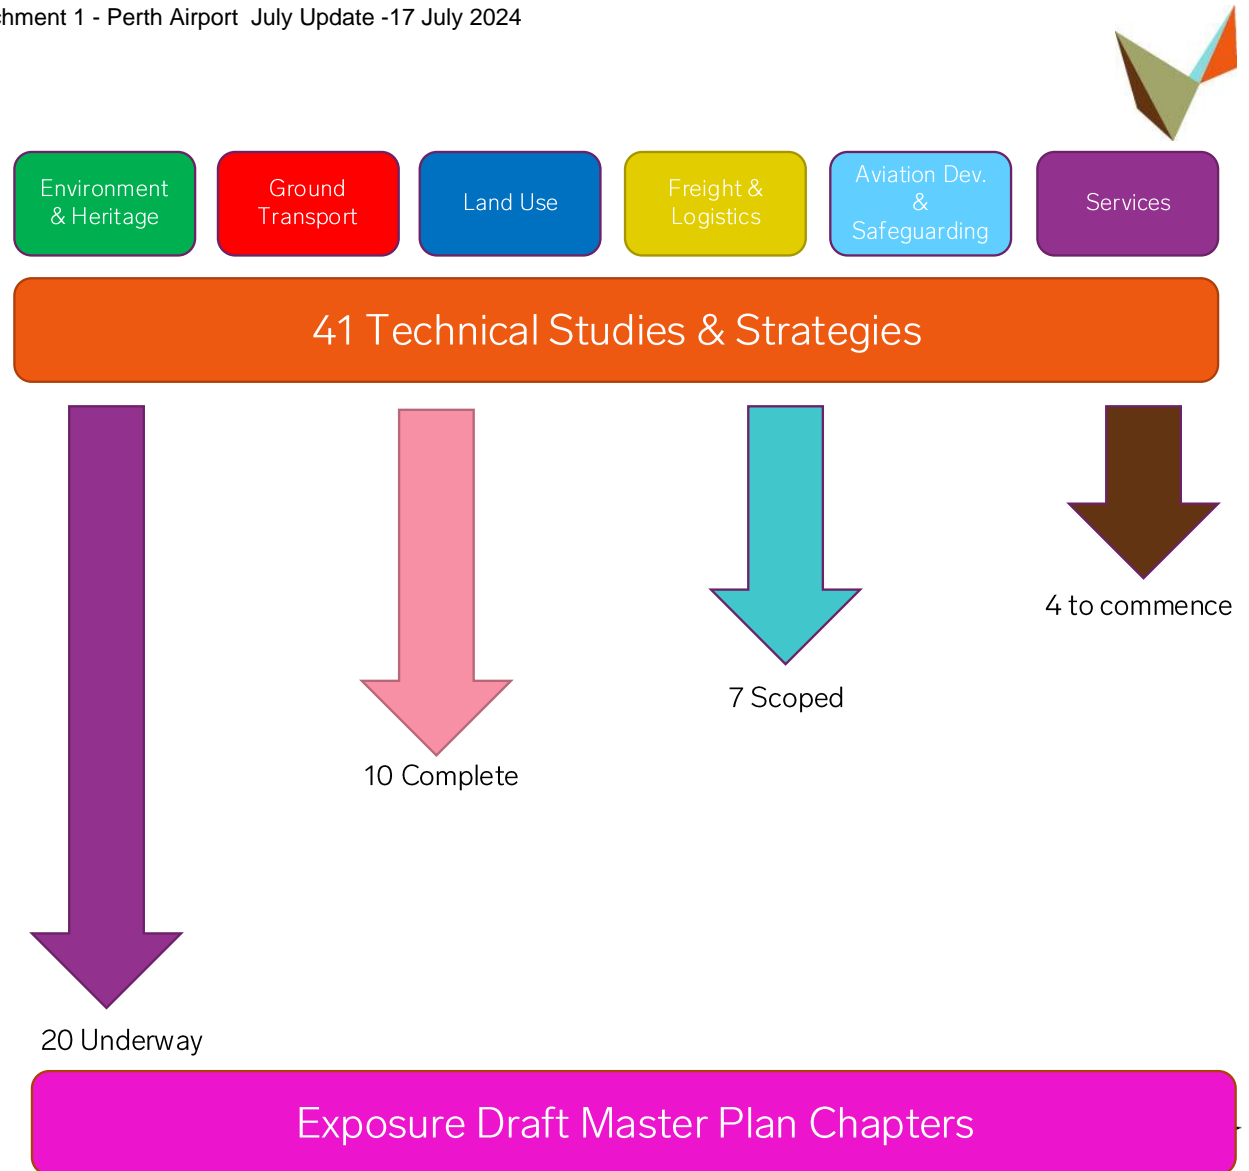 chment 1 - Perth Airport July Update -17 July 2024
Environment
& Heritage
Ground
Transport
Land Use
Freight &
Logistics
Aviation Dev.
&
Safeguarding
Services
41 Technical Studies & Strategies
4 to commence
7 Scoped
10 Complete
20 Underway
Exposure Draft Master Plan Chapters